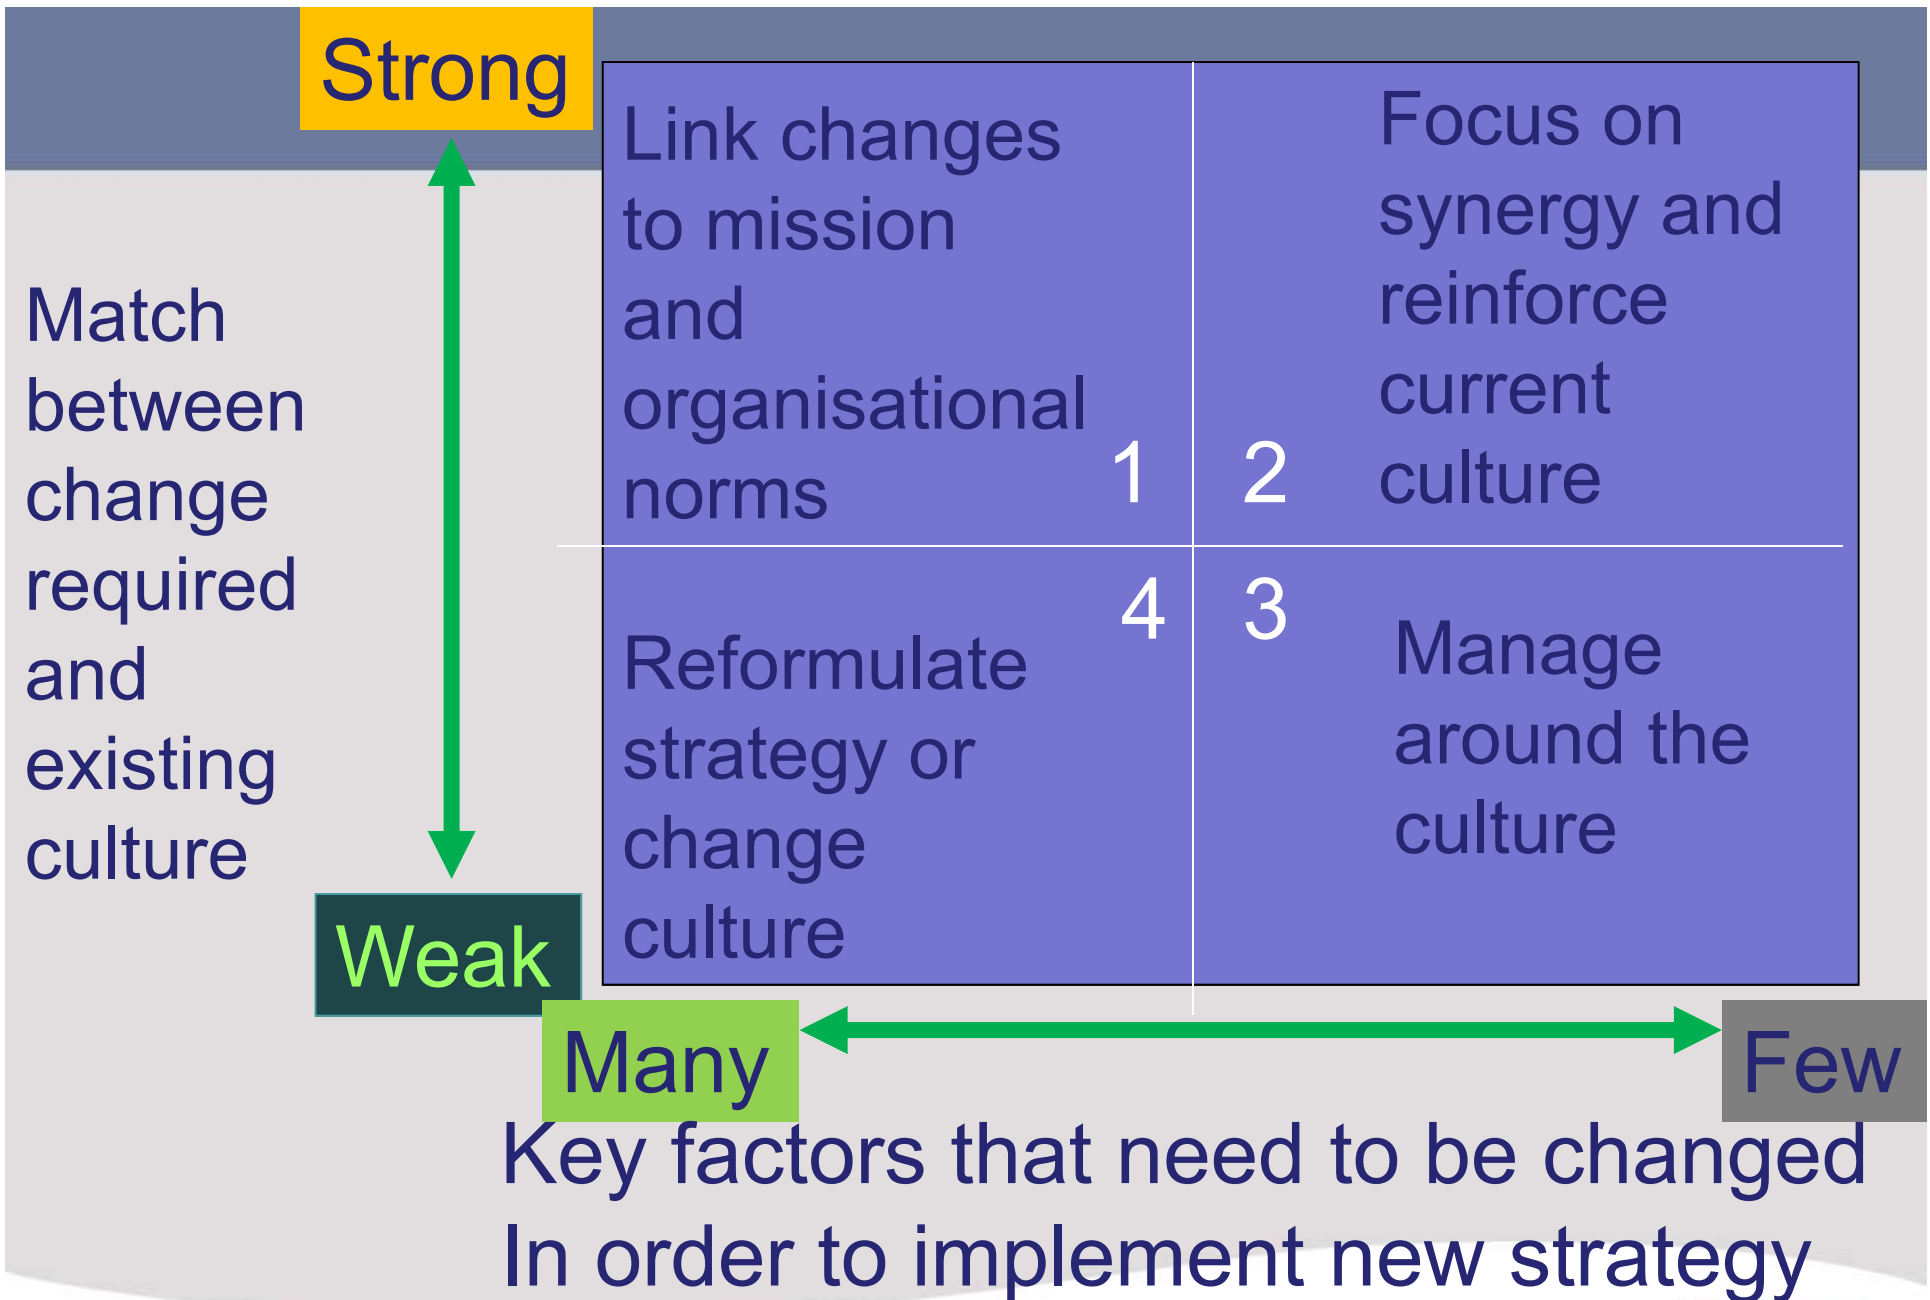 Strong
Match
between
change
required
and
existing
culture
Weak
Link changes
to mission
and
organisational
norms
1
Focus on
synergy and
reinforce
current
culture
2
4
Reformulate
strategy or
change
culture
3
Manage
around the
culture
Many
Few
Key factors that need to be changed
In order to implement new strategy